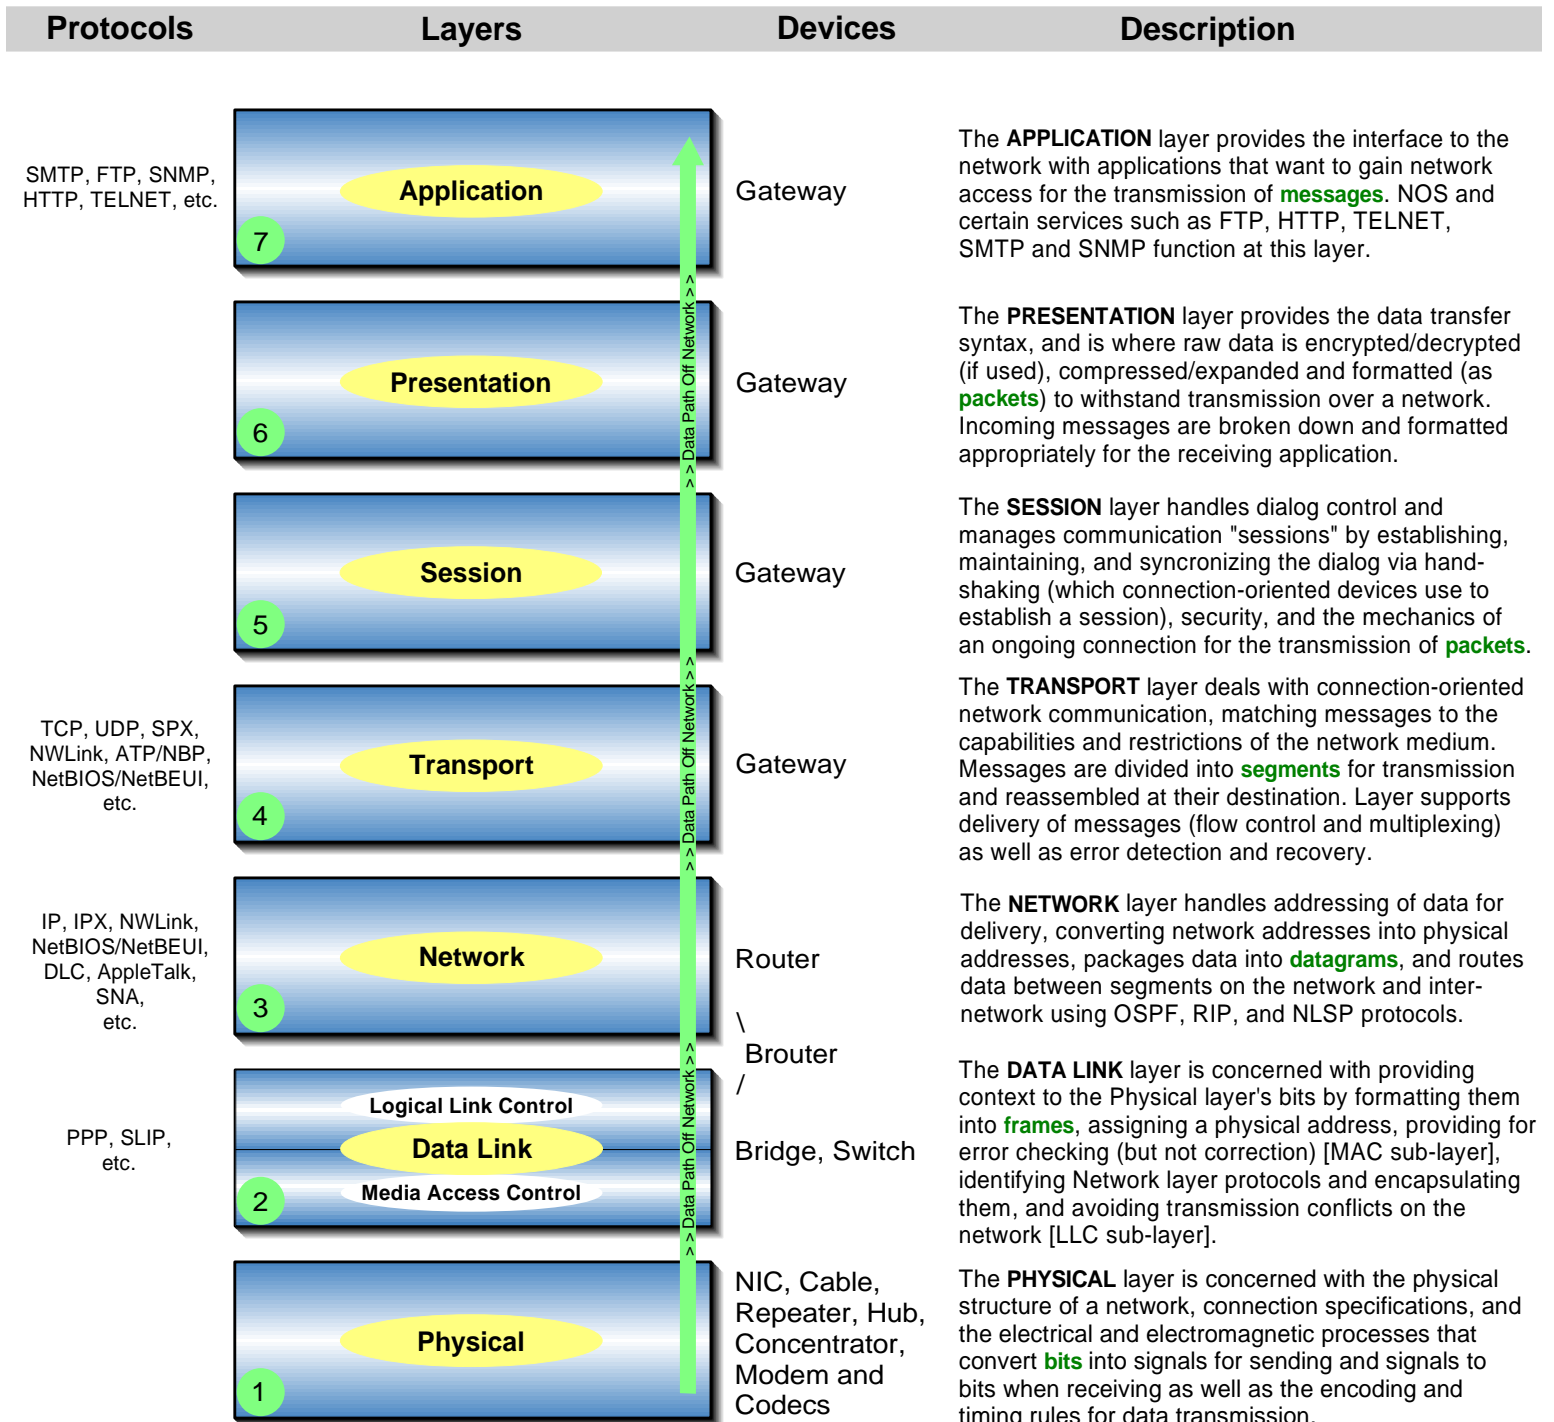 Protocols Layers Devices Description
SMTP, FTP, SNMP,
HTTP, TELNET, etc.
Application
7
Gateway
The APPLICATION layer provides the interface to the
network with applications that want to gain network
access for the transmission of messages. NOS and
certain services such as FTP, HTTP, TELNET,
SMTP and SNMP function at this layer.
> > Data Path Off Network > >
Presentation
6
Gateway
The PRESENTATION layer provides the data transfer
syntax, and is where raw data is encrypted/decrypted
(if used), compressed/expanded and formatted (as
packets) to withstand transmission over a network.
Incoming messages are broken down and formatted
appropriately for the receiving application.
Session
5
Gateway
The SESSION layer handles dialog control and
manages communication "sessions" by establishing,
maintaining, and syncronizing the dialog via hand-
shaking (which connection-oriented devices use to
establish a session), security, and the mechanics of
an ongoing connection for the transmission of packets.
> > Data Path Off Network > >
TCP, UDP, SPX,
NWLink, ATP/NBP,
NetBIOS/NetBEUI,
etc.
Transport
4
Gateway
The TRANSPORT layer deals with connection-oriented
network communication, matching messages to the
capabilities and restrictions of the network medium.
Messages are divided into segments for transmission
and reassembled at their destination. Layer supports
delivery of messages (flow control and multiplexing)
as well as error detection and recovery.
IP, IPX, NWLink,
NetBIOS/NetBEUI,
DLC, AppleTalk,
SNA,
etc.
Network
3
Router
\
Brouter
/
The NETWORK layer handles addressing of data for
delivery, converting network addresses into physical
addresses, packages data into datagrams, and routes
data between segments on the network and inter-
network using OSPF, RIP, and NLSP protocols.
> > Data Path Off Network > >
PPP, SLIP,
etc.
Logical Link Control
Data Link
Media Access Control
2
Bridge, Switch
The DATA LINK layer is concerned with providing
context to the Physical layer's bits by formatting them
into frames, assigning a physical address, providing for
error checking (but not correction) [MAC sub-layer],
identifying Network layer protocols and encapsulating
them, and avoiding transmission conflicts on the
network [LLC sub-layer].
Physical
1
NIC, Cable,
Repeater, Hub,
Concentrator,
Modem and
Codecs
The PHYSICAL layer is concerned with the physical
structure of a network, connection specifications, and
the electrical and electromagnetic processes that
convert bits into signals for sending and signals to
bits when receiving as well as the encoding and
timing rules for data transmission.